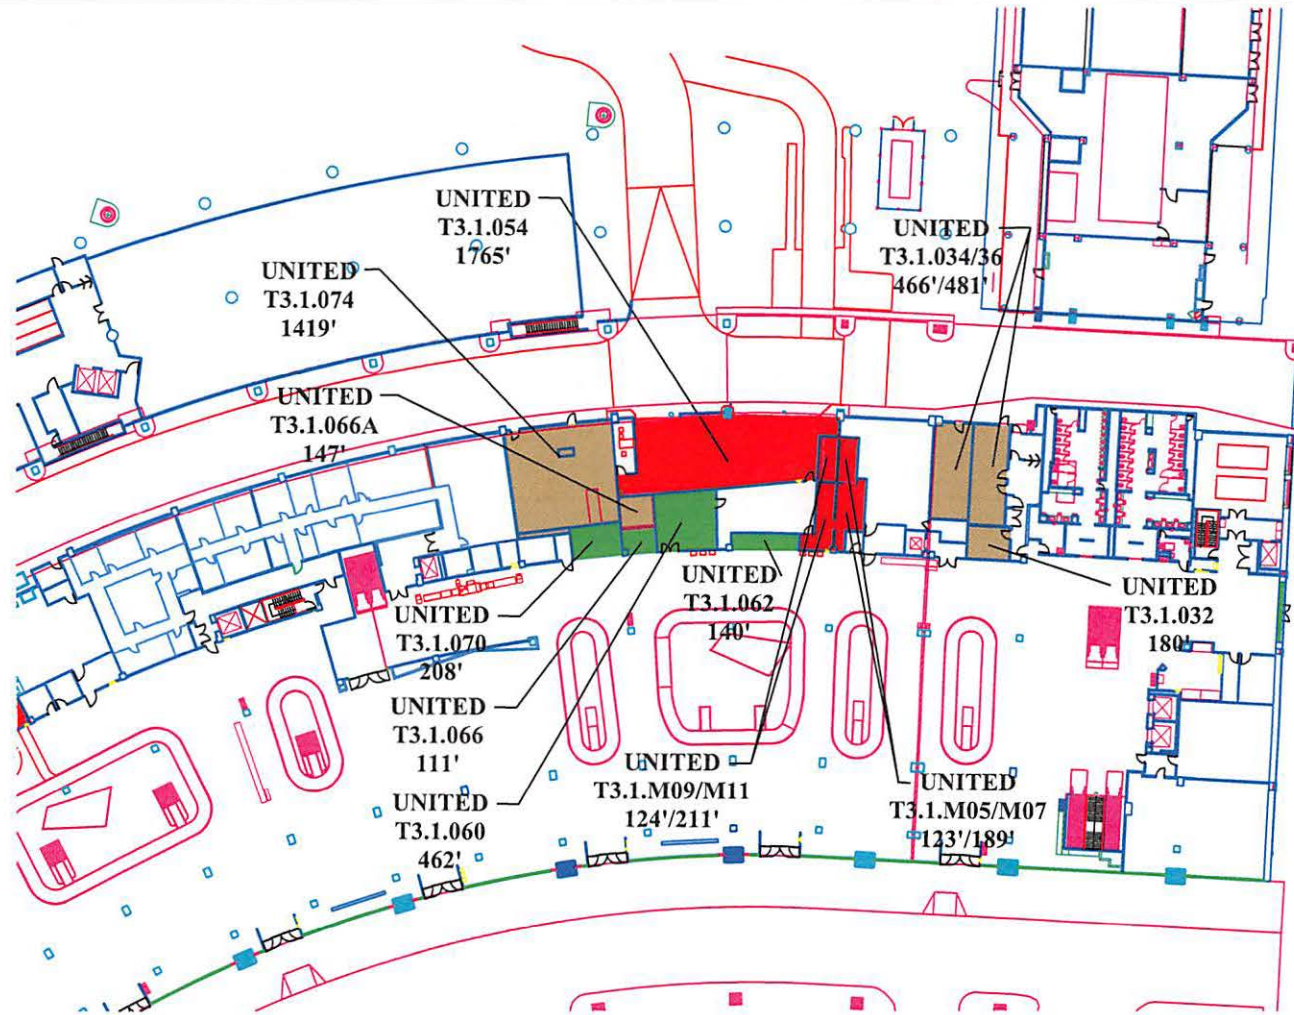 UNITED
T3.1.054
1765'
UNITED
T3.1.034/36
466'/481'
UNITED
T3.1.074
1419'
UNITED
T3.1.066A
147'
UNITED
T3.1.062
140'
UNITED
T3.1.032
180'
UNITED
T3.1.070
208'
UNITED
T3.1.066
111'
UNITED
T3.1.M09/M11
124'/211'
UNITED
T3.1.M05/M07
123'/189'
UNITED
T3.1.060
462'